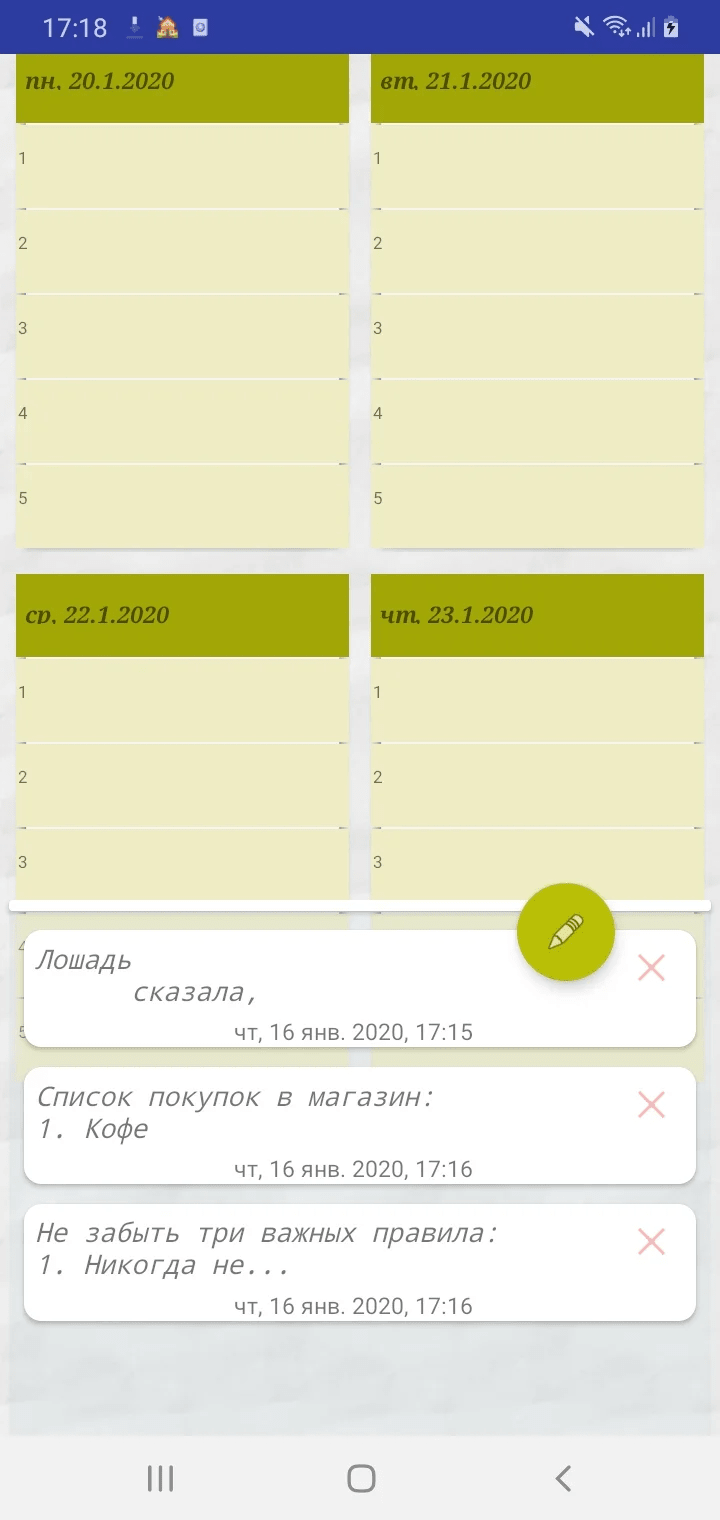 17:18
пн, 20.1.2020
вт, 21.1.2020
1
1
2
2
3
3
4
4
5
5
ср, 22.1.2020
чт, 23.1.2020
1
1
2
2
3
3
4
Лошадь
сказала,
5
чт, 16 янв. 2020, 17:15
Список покупок в магазин:
1. Кофе
чт, 16 янв. 2020, 17:16
Не забыть три важных правила:
1. Никогда не...
чт, 16 янв. 2020, 17:16